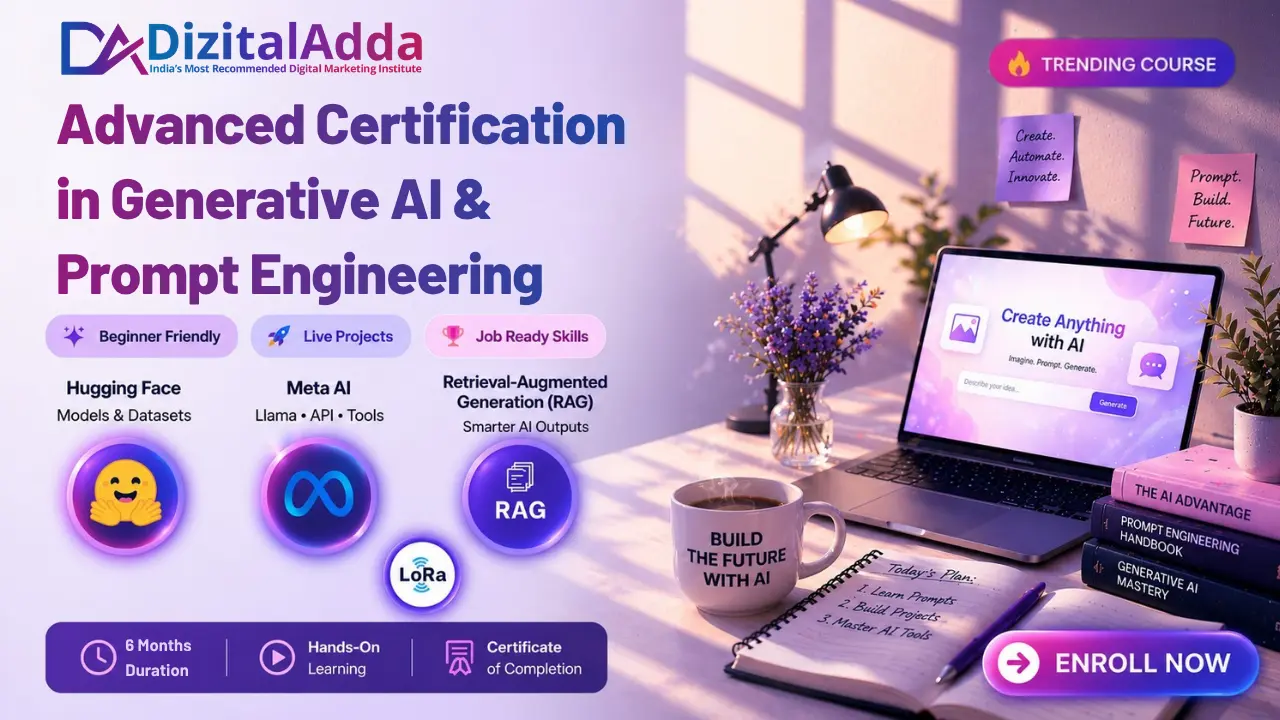 DA DizitalAdda
India's Most Recommended Digital Marketing Institute
TRENDING COURSE
Advanced Certification
in Generative AI &
Prompt Engineering
Beginner Friendly
Live Projects
Job Ready Skills
Hugging Face
Models & Datasets
Meta AI
Llama • API • Tools
Retrieval-Augmented
Generation (RAG)
Smarter AI Outputs
RAG
LoRa
6 Months
Duration
Hands-On
Learning
Certificate
of Completion
Create.
Automate.
Innovate.
Prompt.
Build.
Future.
Create Anything
with AI
Imagine. Prompt. Generate.
Describe your idea...
Generate
BUILD
THE FUTURE
WITH AI
Today's Plan:
1. Learn Prompts
2. Build Projects
3. Master AI Tools
THE AI ADVANTAGE
PROMPT ENGINEERING
HANDBOOK
GENERATIVE AI
MASTERY
ENROLL NOW